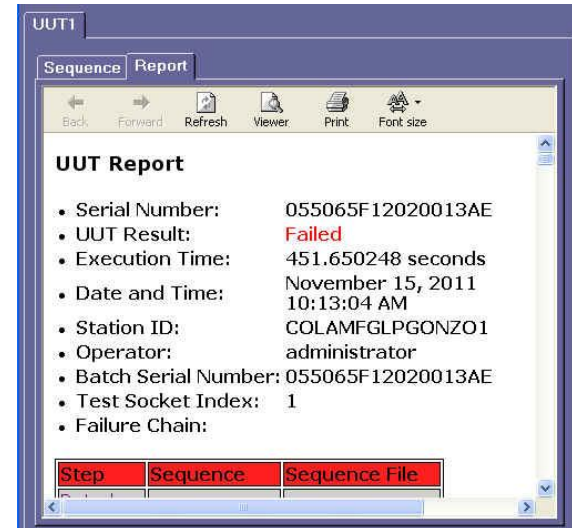 UUT1
Sequence Report
Back Forward Refresh Viewer Print Font size
UUT Report
• Serial Number: 055065F12020013AE
• UUT Result: Failed
• Execution Time: 451.650248 seconds
• Date and Time: November 15, 2011
10:13:04 AM
• Station ID: COLAMFGLPGONZO1
• Operator: administrator
• Batch Serial Number: 055065F12020013AE
• Test Socket Index: 1
• Failure Chain:
Step Sequence Sequence File